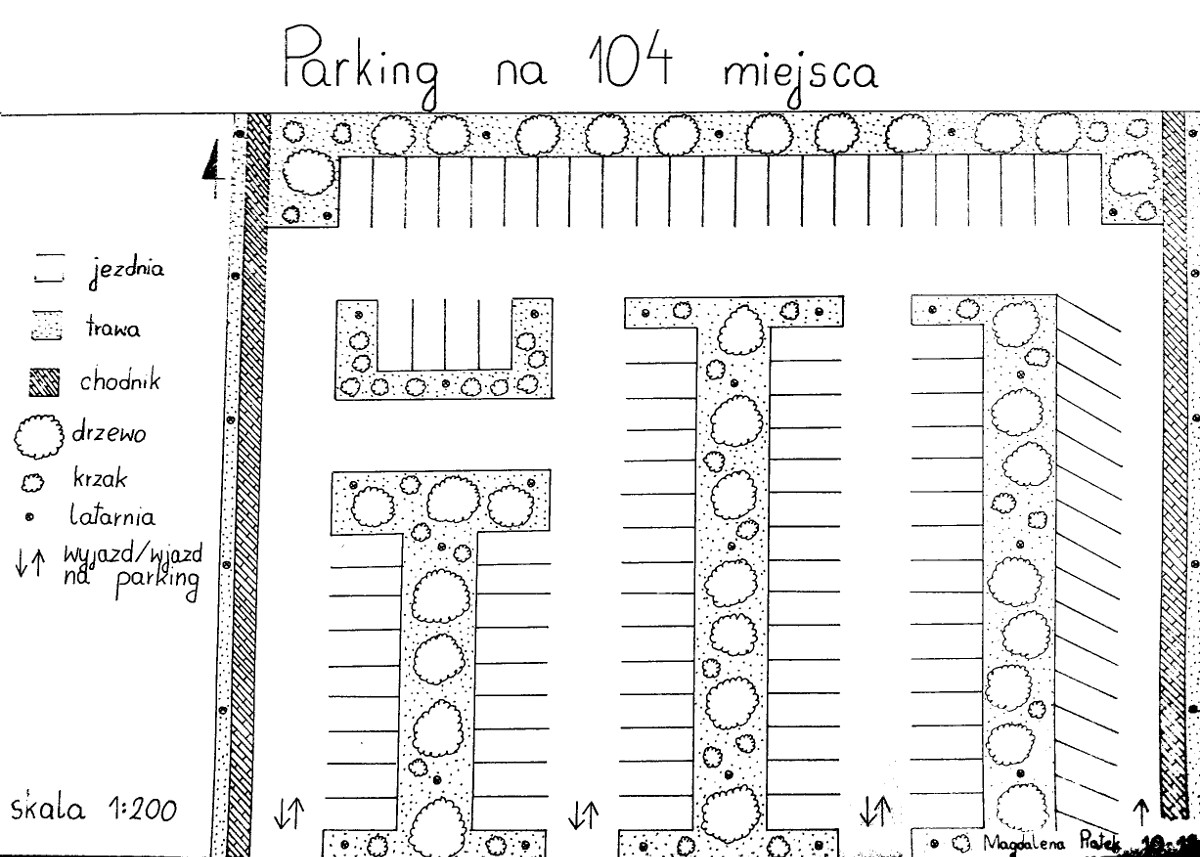 Parking na 104 miejsca
jezdnia
trawa
chodnik
drzewo
krzak
latarnia
wyjazd/wjazd
na parking
skala 1:200
Magdalena Piątek